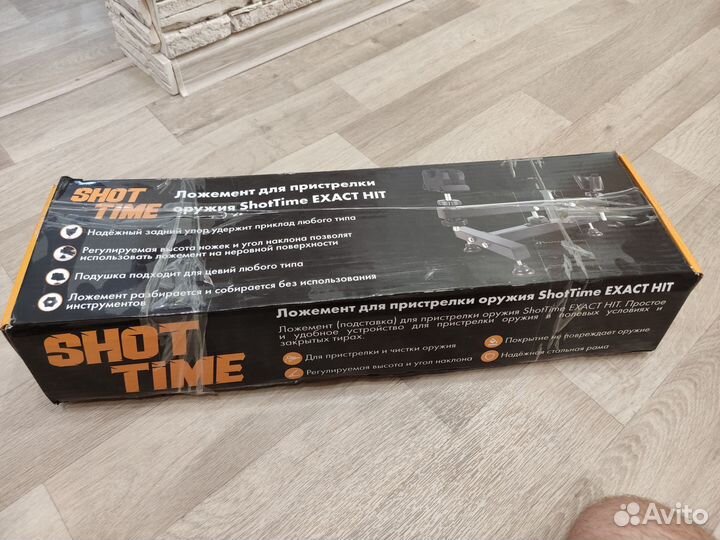 SHOT
TIME
Ложемент для пристрелки
оружия ShotTime EXACT HIT
Надёжный задний упор удержит приклад любого типа
Регулируемая высота ножек и угол наклона позволят
использовать ложемент на неровной поверхности
Подушка подходит для цевий любого типа
Ложемент разбирается и собирается без использования
инструментов
SHOT
TIME
Ложемент для пристрелки оружия ShotTime EXACT HIT
Ложемент (подставка) для пристрелки оружия ShotTime EXACT HIT. Простое
и удобное устройство для пристрелки оружия в полевых условиях и
закрытых тирах.
Для пристрелки и чистки оружия
Покрытие не повреждает оружие
Регулируемая высота и угол наклона
Надёжная стальная рама
Avito